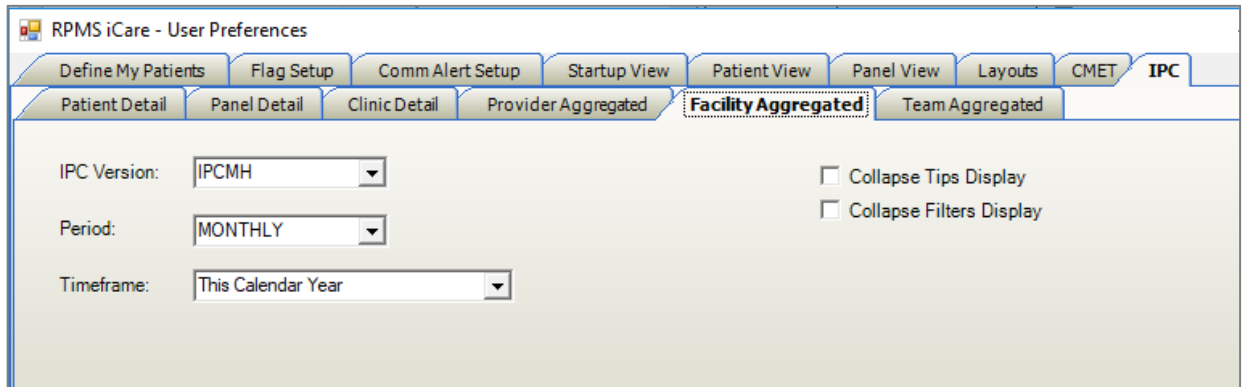 RPMS iCare - User Preferences
Define My Patients Flag Setup Comm Alert Setup Startup View Patient View Panel View Layouts CMET IPC
Patient Detail Panel Detail Clinic Detail Provider Aggregated Facility Aggregated Team Aggregated
IPC Version: IPCMH Collapse Tips Display
Collapse Filters Display
Period: MONTHLY
Timeframe: This Calendar Year